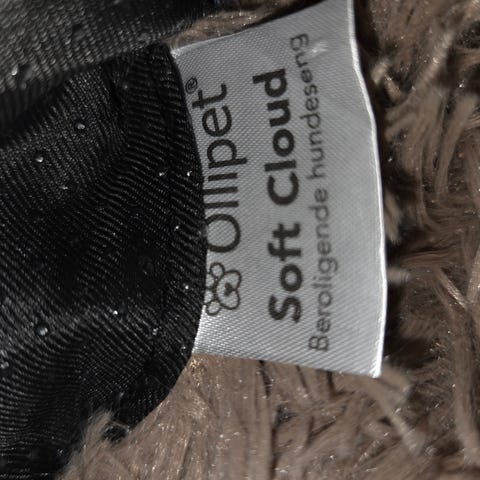 Ollipet®
Soft Cloud
Beroligende hundeseng